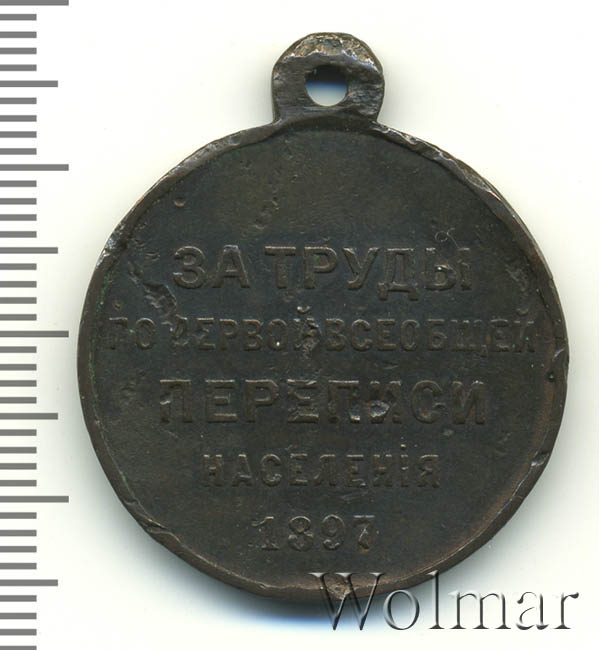 ЗА ТРУДЫ
ПО ПЕРВОЙ ВСЕОБЩЕЙ
ПЕРЕПИСИ
НАСЕЛЕНІЯ
1897
Wolmar